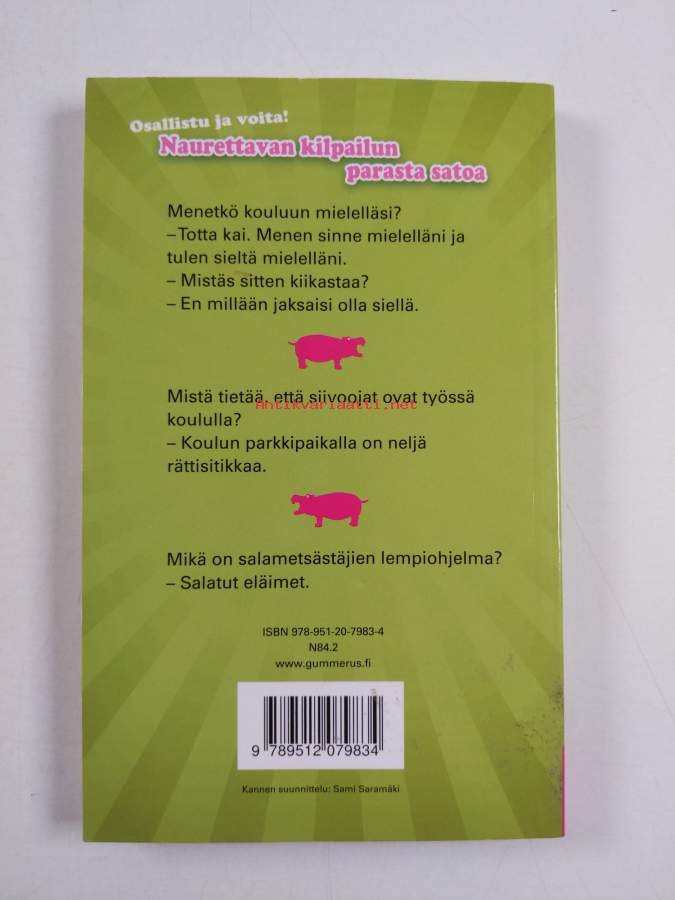 Osallistu ja voita!
Naurettavan kilpailun
parasta satoa
Menetkö kouluun mielelläsi?
– Totta kai. Menen sinne mielelläni ja
tulen sieltä mielelläni.
– Mistäs sitten kiikastaa?
– En millään jaksaisi olla siellä.
Mistä tietää, että siivoojat ovat työssä
Antikvariaatti.net
koululla?
– Koulun parkkipaikalla on neljä
rättisitikkaa.
Mikä on salametsästäjien lempiohjelma?
– Salatut eläimet.
ISBN 978-951-20-7983-4
N84.2
www.gummerus.fi
9 789512 079834
Kannen suunnittelu: Sami Saramäki